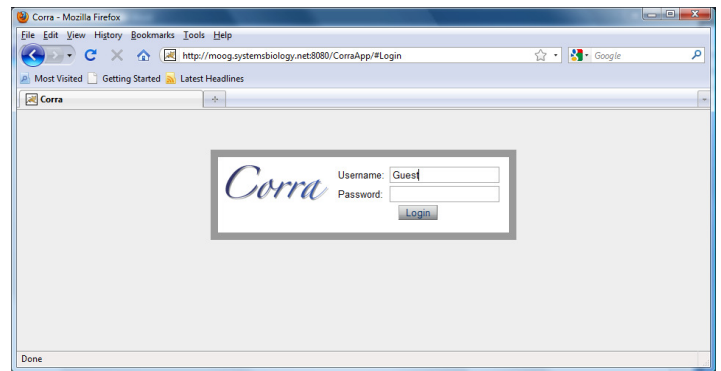 Corra - Mozilla Firefox
File Edit View History Bookmarks Tools Help
http://moog.systemsbiology.net:8080/CorraApp/#Login
Google
Most Visited Getting Started Latest Headlines
Corra
Corra
Username: Guest
Password:
Login
Done